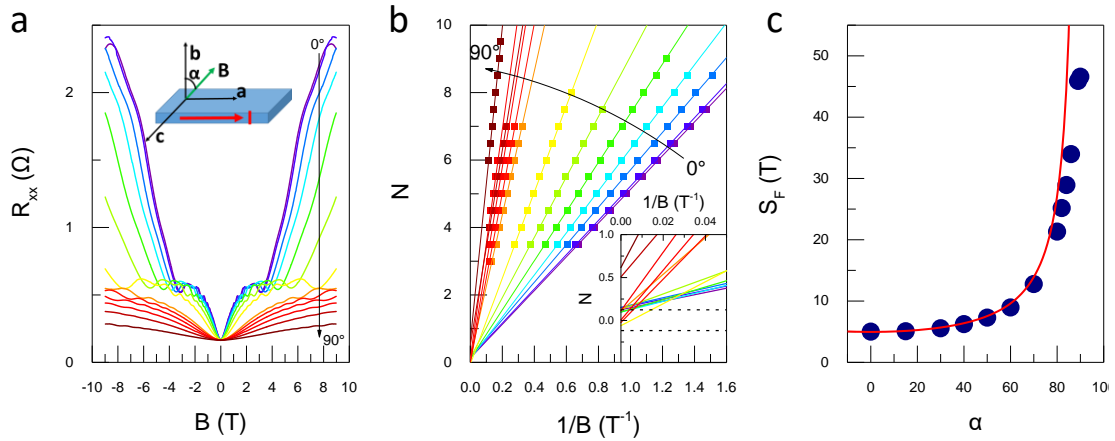 a
R_xx (Ω)
2
1
0
-10 -8 -6 -4 -2 0 2 4 6 8 10
B (T)
0°
90°
b
α
B
a
c
I
b
N
10
8
6
4
2
0
0.0 0.2 0.4 0.6 0.8 1.0 1.2 1.4 1.6
1/B (T⁻¹)
90°
0°
1/B (T⁻¹)
0.00 0.02 0.04
1.0
0.5
0.0
N
c
S_F (T)
50
40
30
20
10
0
0 20 40 60 80 100
α